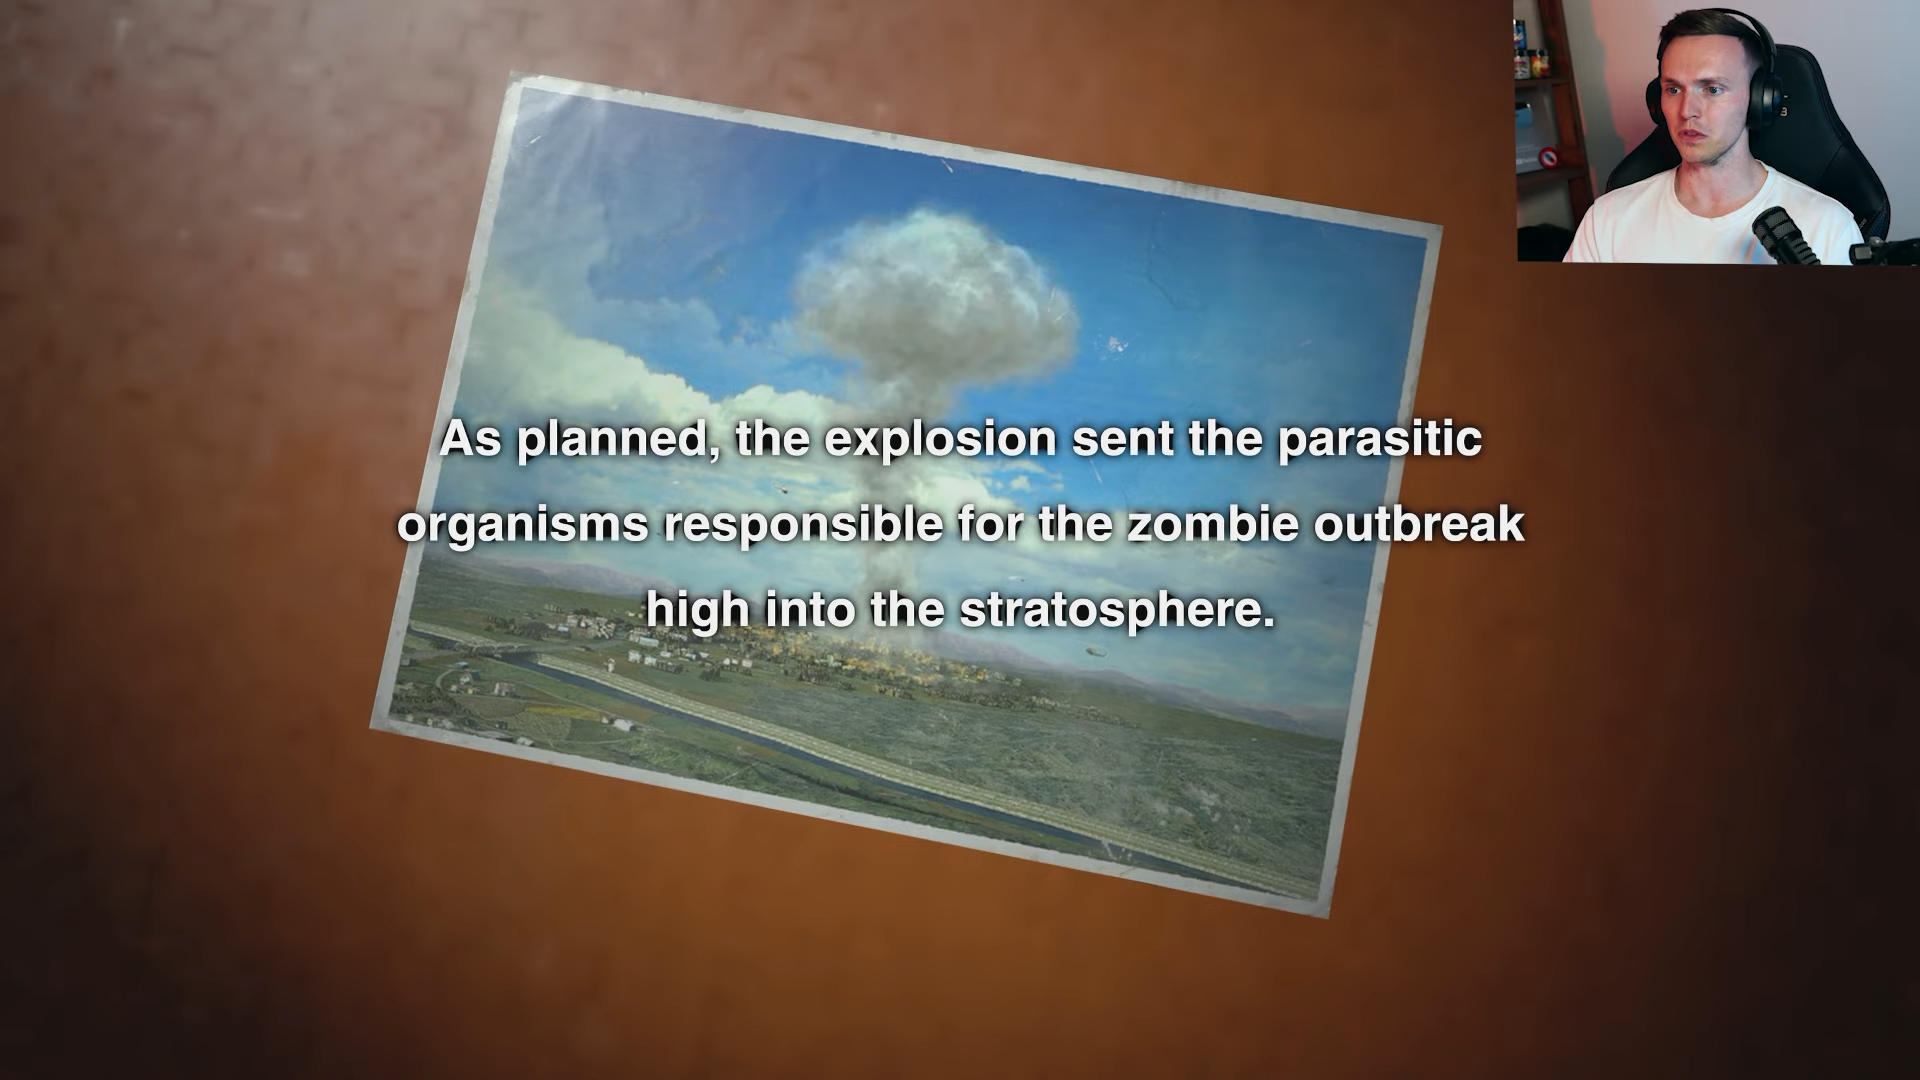 As planned, the explosion sent the parasitic
organisms responsible for the zombie outbreak
high into the stratosphere.